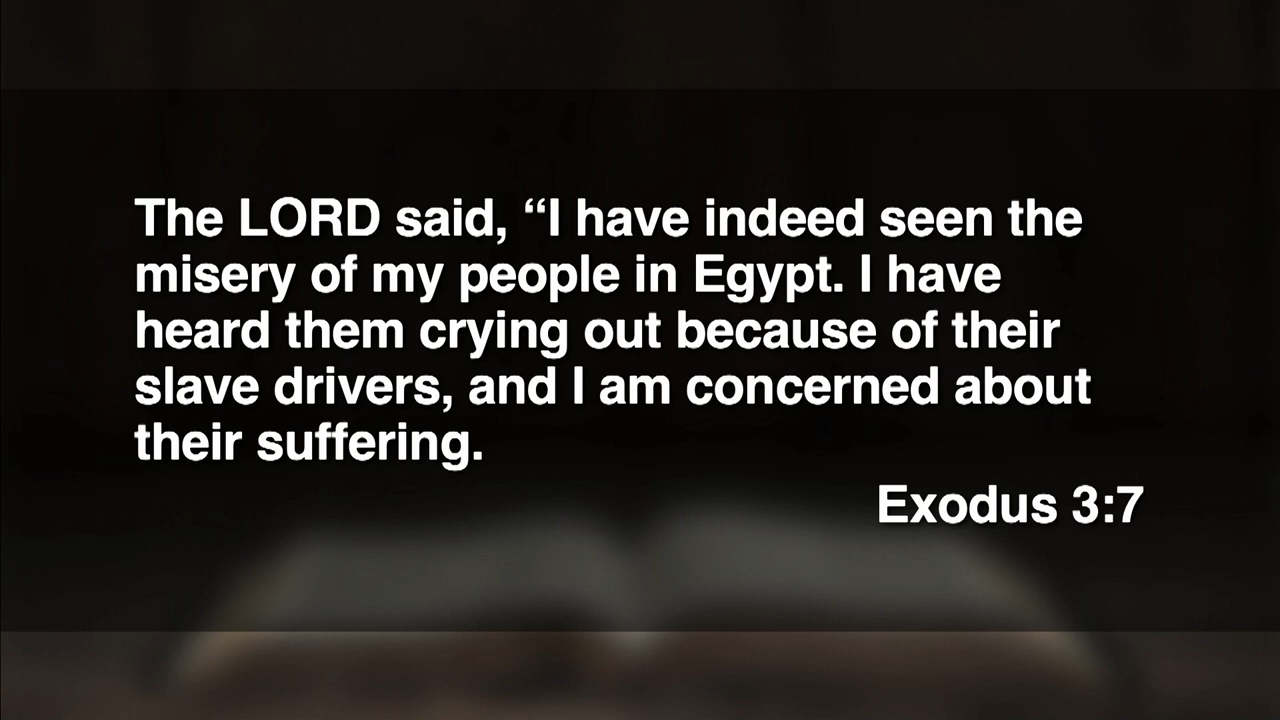 The LORD said, “I have indeed seen the
misery of my people in Egypt. I have
heard them crying out because of their
slave drivers, and I am concerned about
their suffering.
Exodus 3:7